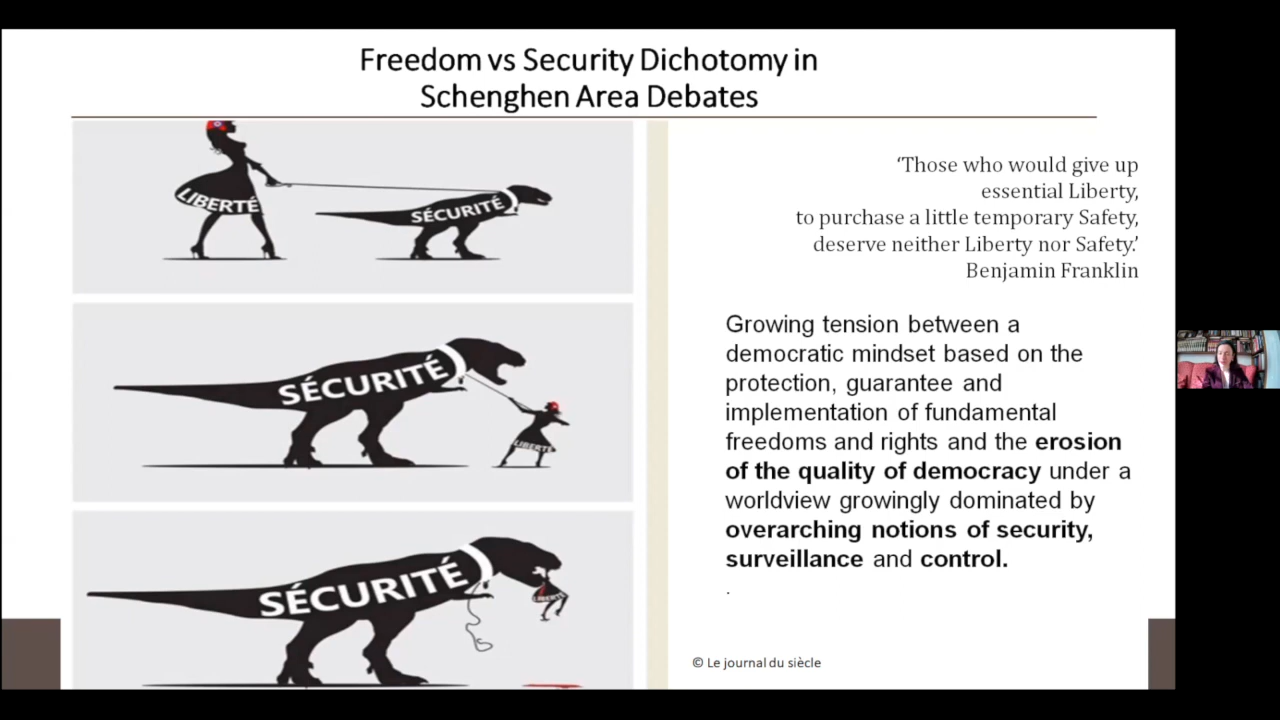 Freedom vs Security Dichotomy in
Schenghen Area Debates
LIBERTÉ
SÉCURITÉ
SÉCURITÉ
LIBERTÉ
SÉCURITÉ
LIBERTÉ
‘Those who would give up
essential Liberty,
to purchase a little temporary Safety,
deserve neither Liberty nor Safety.’
Benjamin Franklin
Growing tension between a
democratic mindset based on the
protection, guarantee and
implementation of fundamental
freedoms and rights and the erosion
of the quality of democracy under a
worldview growingly dominated by
overarching notions of security,
surveillance and control.
.
© Le journal du siècle